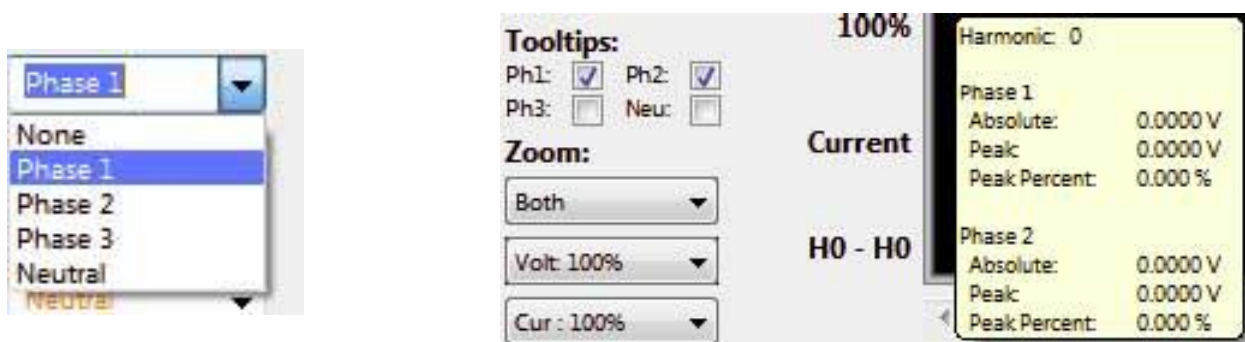 Phase 1
None
Phase 1
Phase 2
Phase 3
Neutral
Neutral
Tooltips:
Ph1: Ph2:
Ph3: Neu:
Zoom:
Both
Volt: 100%
Cur : 100%
100%
Current
H0 - H0
Harmonic: 0
Phase 1
Absolute: 0.0000 V
Peak: 0.0000 V
Peak Percent: 0.000 %
Phase 2
Absolute: 0.0000 V
Peak: 0.0000 V
Peak Percent: 0.000 %